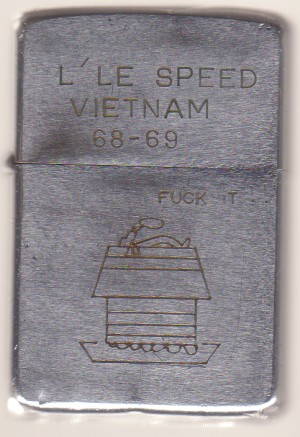 L'LE SPEED
VIETNAM
68-69
FUCK IT..